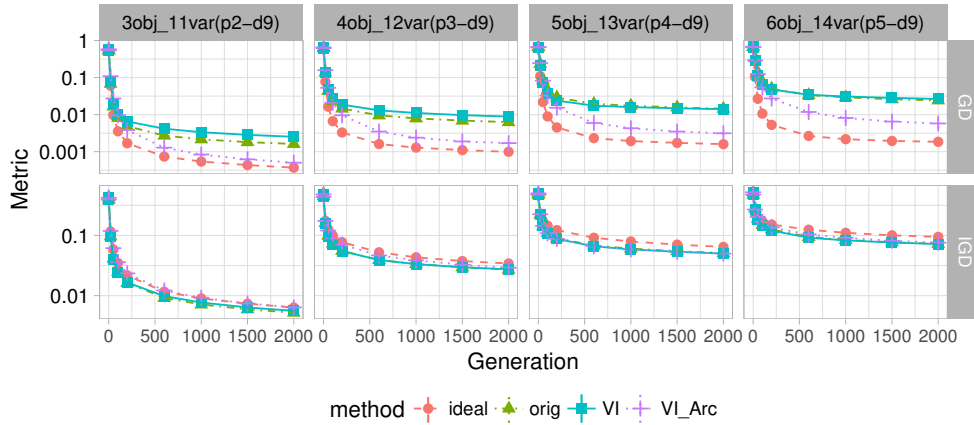 3obj_11var(p2−d9) 4obj_12var(p3−d9) 5obj_13var(p4−d9) 6obj_14var(p5−d9)
1
0.1
0.01
0.001
GD
Metric
0.1
0.01
IGD
0 500 1000 1500 2000 0 500 1000 1500 2000 0 500 1000 1500 2000 0 500 1000 1500 2000
Generation
method ideal orig VI VI_Arc